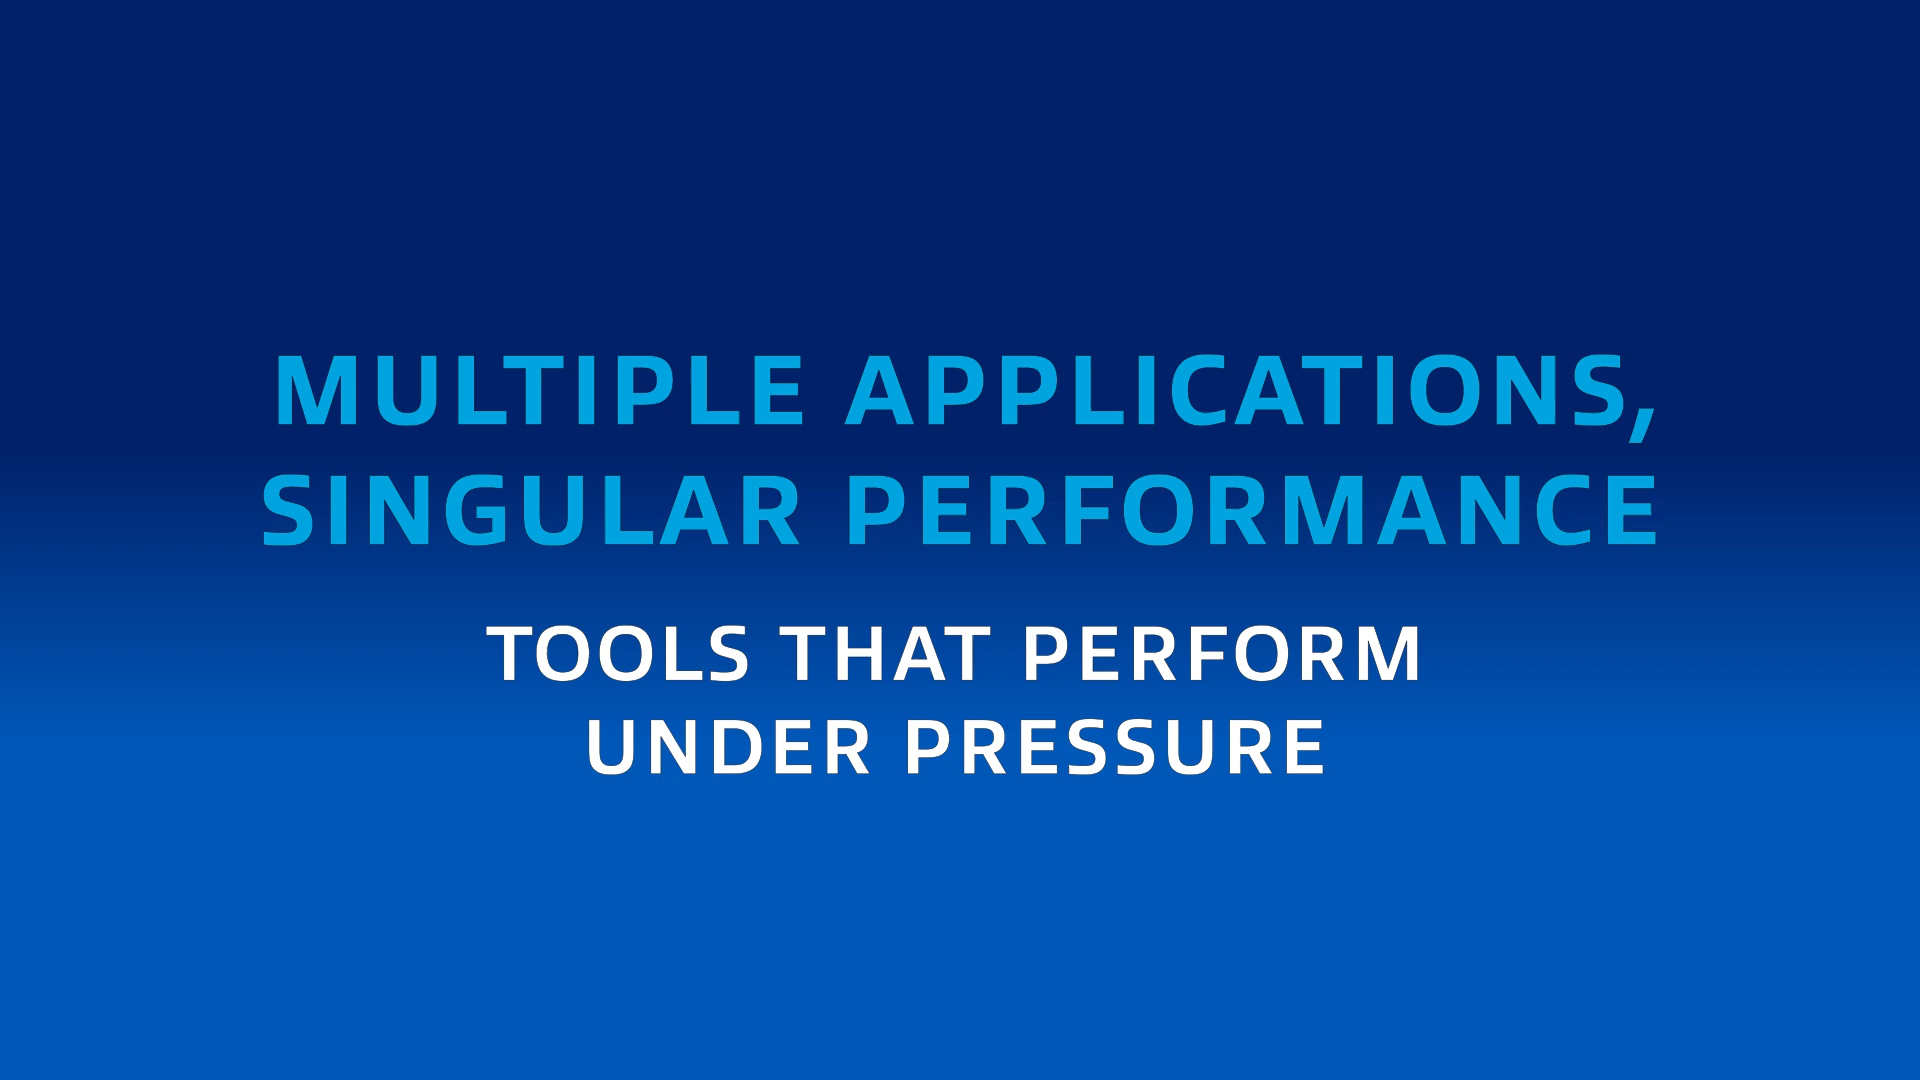 MULTIPLE APPLICATIONS,
SINGULAR PERFORMANCE
TOOLS THAT PERFORM
UNDER PRESSURE